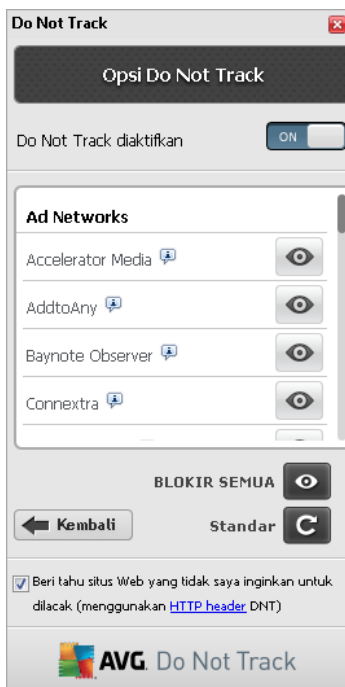 Do Not Track
Opsi Do Not Track
Do Not Track diaktifkan
ON
Ad Networks
Accelerator Media
AddtoAny
Baynote Observer
Connextra
BLOKIR SEMUA
Kembali
Standar
Beri tahu situs Web yang tidak saya inginkan untuk
dilacak (menggunakan HTTP header DNT)
AVG. Do Not Track